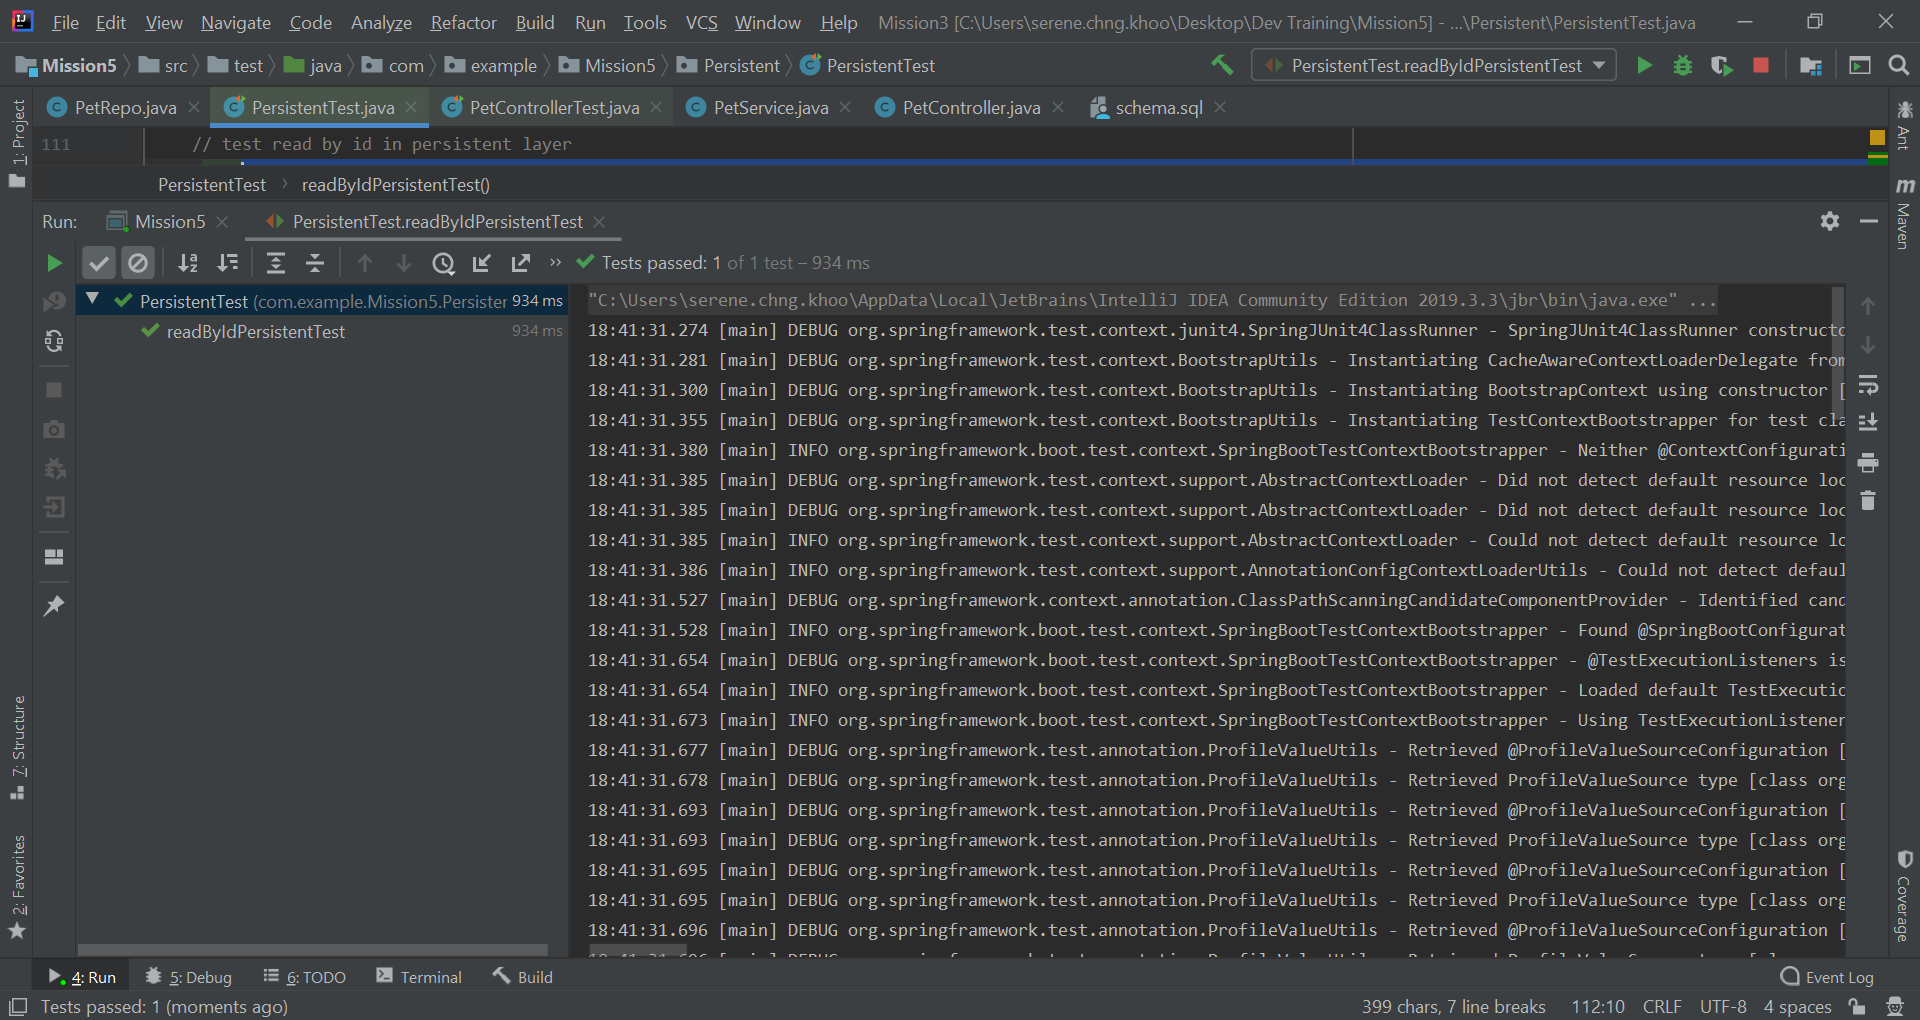 File Edit View Navigate Code Analyze Refactor Build Run Tools VCS Window Help Mission3 [C:\Users\serene.chng.khoo\Desktop\Dev Training\Mission5] - ...\Persistent\PersistentTest.java
Mission5 src test java com example Mission5 Persistent PersistentTest PersistentTest.readByIdPersistentTest
PetRepo.java PersistentTest.java PetControllerTest.java PetService.java PetController.java schema.sql
111 // test read by id in persistent layer
PersistentTest readByIdPersistentTest()
Run: Mission5 PersistentTest.readByIdPersistentTest
Tests passed: 1 of 1 test – 934 ms
PersistentTest (com.example.Mission5.Persister 934 ms
readByIdPersistentTest 934 ms
"C:\Users\serene.chng.khoo\AppData\Local\JetBrains\IntelliJ IDEA Community Edition 2019.3.3\jbr\bin\java.exe" ...
18:41:31.274 [main] DEBUG org.springframework.test.context.junit4.SpringJUnit4ClassRunner - SpringJUnit4ClassRunner constructo
18:41:31.281 [main] DEBUG org.springframework.test.context.BootstrapUtils - Instantiating CacheAwareContextLoaderDelegate from
18:41:31.300 [main] DEBUG org.springframework.test.context.BootstrapUtils - Instantiating BootstrapContext using constructor [
18:41:31.355 [main] DEBUG org.springframework.test.context.BootstrapUtils - Instantiating TestContextBootstrapper for test cla
18:41:31.380 [main] INFO org.springframework.boot.test.context.SpringBootTestContextBootstrapper - Neither @ContextConfigurati
18:41:31.385 [main] DEBUG org.springframework.test.context.support.AbstractContextLoader - Did not detect default resource loc
18:41:31.385 [main] DEBUG org.springframework.test.context.support.AbstractContextLoader - Did not detect default resource loc
18:41:31.385 [main] INFO org.springframework.test.context.support.AbstractContextLoader - Could not detect default resource lo
18:41:31.386 [main] INFO org.springframework.test.context.support.AnnotationConfigContextLoaderUtils - Could not detect defaul
18:41:31.527 [main] DEBUG org.springframework.context.annotation.ClassPathScanningCandidateComponentProvider - Identified cand
18:41:31.528 [main] INFO org.springframework.boot.test.context.SpringBootTestContextBootstrapper - Found @SpringBootConfigurat
18:41:31.654 [main] DEBUG org.springframework.boot.test.context.SpringBootTestContextBootstrapper - @TestExecutionListeners is
18:41:31.654 [main] INFO org.springframework.boot.test.context.SpringBootTestContextBootstrapper - Loaded default TestExecutio
18:41:31.673 [main] INFO org.springframework.boot.test.context.SpringBootTestContextBootstrapper - Using TestExecutionListener
18:41:31.677 [main] DEBUG org.springframework.test.annotation.ProfileValueUtils - Retrieved @ProfileValueSourceConfiguration [
18:41:31.678 [main] DEBUG org.springframework.test.annotation.ProfileValueUtils - Retrieved ProfileValueSource type [class org
18:41:31.693 [main] DEBUG org.springframework.test.annotation.ProfileValueUtils - Retrieved @ProfileValueSourceConfiguration [
18:41:31.693 [main] DEBUG org.springframework.test.annotation.ProfileValueUtils - Retrieved ProfileValueSource type [class org
18:41:31.695 [main] DEBUG org.springframework.test.annotation.ProfileValueUtils - Retrieved @ProfileValueSourceConfiguration [
18:41:31.695 [main] DEBUG org.springframework.test.annotation.ProfileValueUtils - Retrieved ProfileValueSource type [class org
18:41:31.696 [main] DEBUG org.springframework.test.annotation.ProfileValueUtils - Retrieved @ProfileValueSourceConfiguration [
1: Project
7: Structure
2: Favorites
Ant
Maven
Coverage
4: Run 5: Debug 6: TODO Terminal Build Event Log
Tests passed: 1 (moments ago) 399 chars, 7 line breaks 112:10 CRLF UTF-8 4 spaces